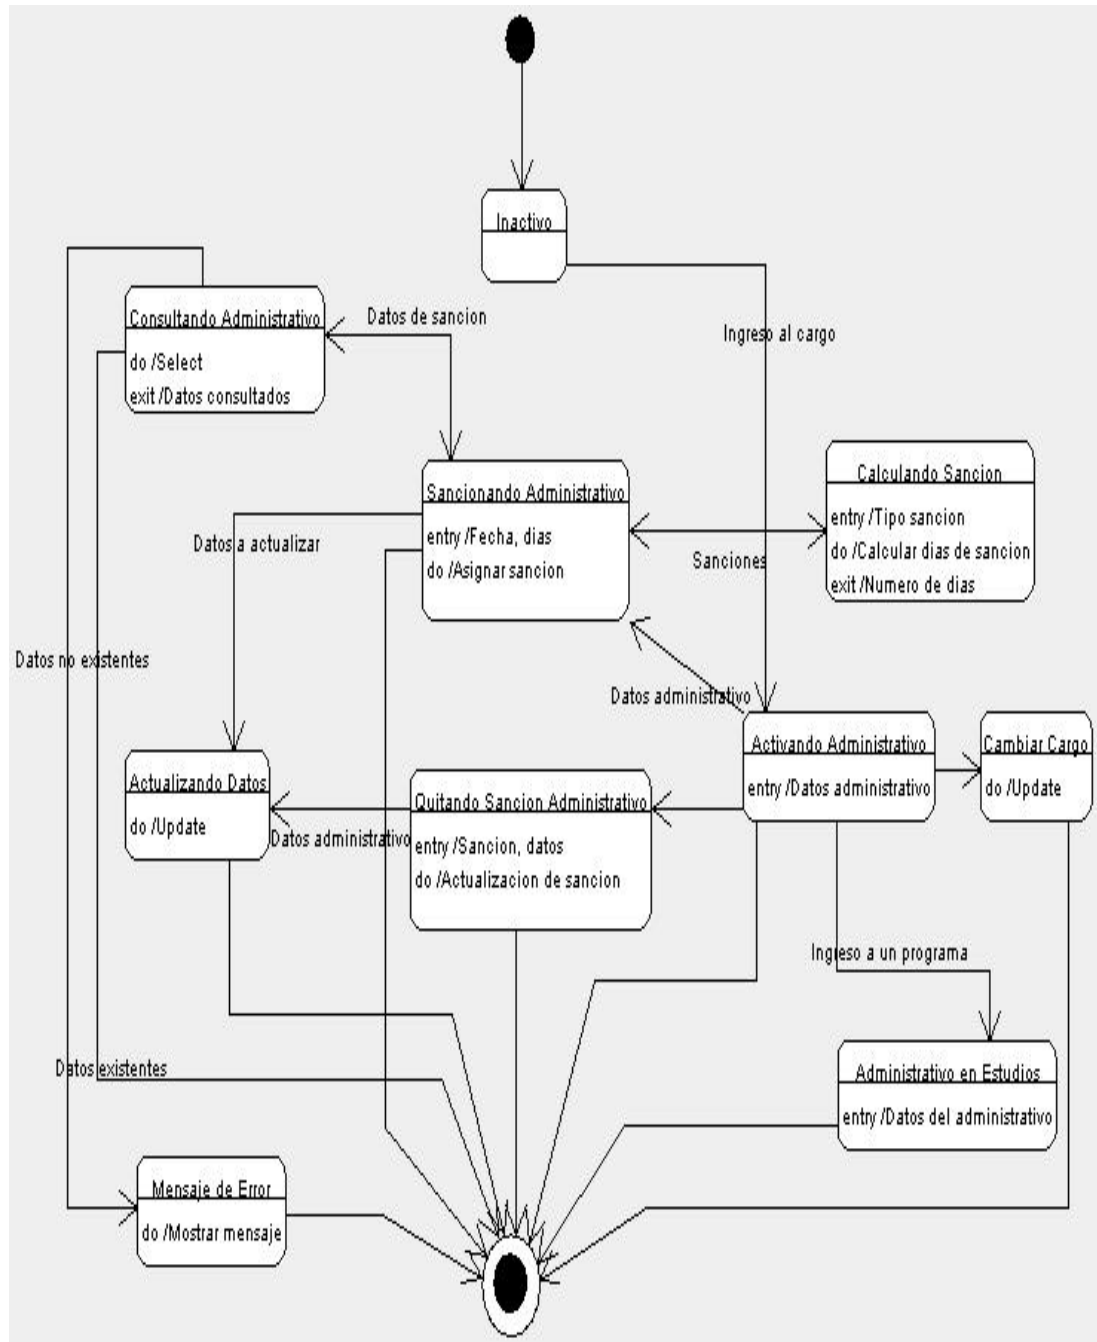 Inactivo
Consultando Administrativo
do /Select
exit /Datos consultados
Datos de sancion
Ingreso al cargo
Sancionando Administrativo
entry /Fecha, dias
do /Asignar sancion
Calculando Sancion
entry /Tipo sancion
do /Calcular dias de sancion
exit /Numero de dias
Datos a actualizar
Sanciones
Datos no existentes
Datos administrativo
Activando Administrativo
entry /Datos administrativo
Cambiar Cargo
do /Update
Actualizando Datos
do /Update
Quitando Sancion Administrativo
entry /Sancion, datos
do /Actualizacion de sancion
Datos administrativo
Ingreso a un programa
Datos existentes
Administrativo en Estudios
entry /Datos del administrativo
Mensaje de Error
do /Mostrar mensaje